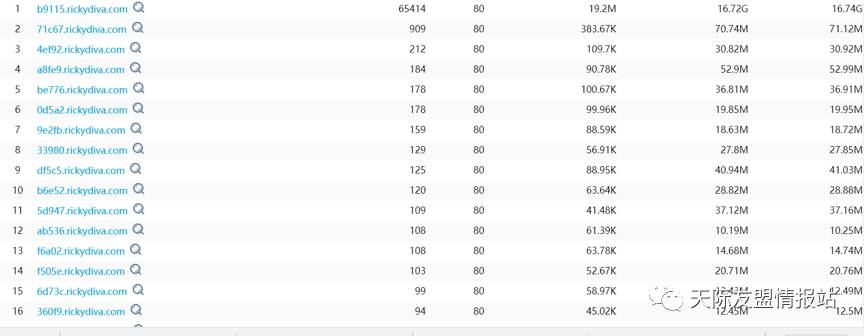 1 b9115.rickydiva.com 65414 80 19.2M 16.72G 16.74G
2 71c67.rickydiva.com 909 80 383.67K 70.74M 71.12M
3 4ef92.rickydiva.com 212 80 109.7K 30.82M 30.92M
4 a8fe9.rickydiva.com 184 80 90.78K 52.9M 52.99M
5 be776.rickydiva.com 178 80 100.67K 36.81M 36.91M
6 0d5a2.rickydiva.com 178 80 99.96K 19.85M 19.95M
7 9e2fb.rickydiva.com 159 80 88.59K 18.63M 18.72M
8 33980.rickydiva.com 129 80 56.91K 27.8M 27.85M
9 df5c5.rickydiva.com 125 80 88.95K 40.94M 41.03M
10 b6e52.rickydiva.com 120 80 63.64K 28.82M 28.88M
11 5d947.rickydiva.com 109 80 41.48K 37.12M 37.16M
12 ab536.rickydiva.com 108 80 61.39K 10.19M 10.25M
13 f6a02.rickydiva.com 108 80 63.78K 14.68M 14.74M
14 f505e.rickydiva.com 103 80 52.67K 20.71M 20.76M
15 6d73c.rickydiva.com 99 80 58.97K 12.43M 12.49M
16 360f9.rickydiva.com 94 80 45.02K 12.45M 12.5M
天际友盟情报站